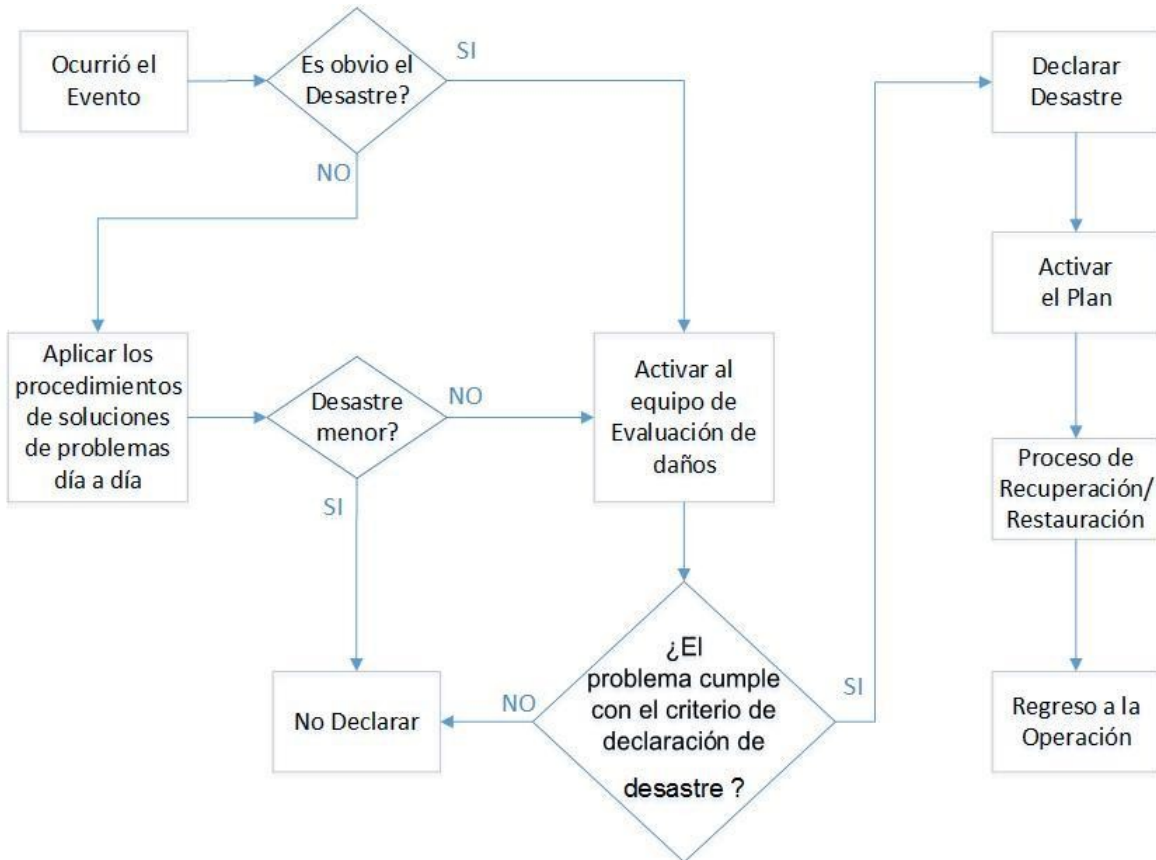 Ocurrió el
Evento
Es obvio el
Desastre?
SI
NO
Declarar
Desastre
Activar
el Plan
Aplicar los
procedimientos
de soluciones
de problemas
día a día
Desastre
menor?
NO
SI
Activar al
equipo de
Evaluación de
daños
Proceso de
Recuperación/
Restauración
No Declarar
NO
¿El
problema cumple
con el criterio de
declaración de
desastre ?
SI
Regreso a la
Operación